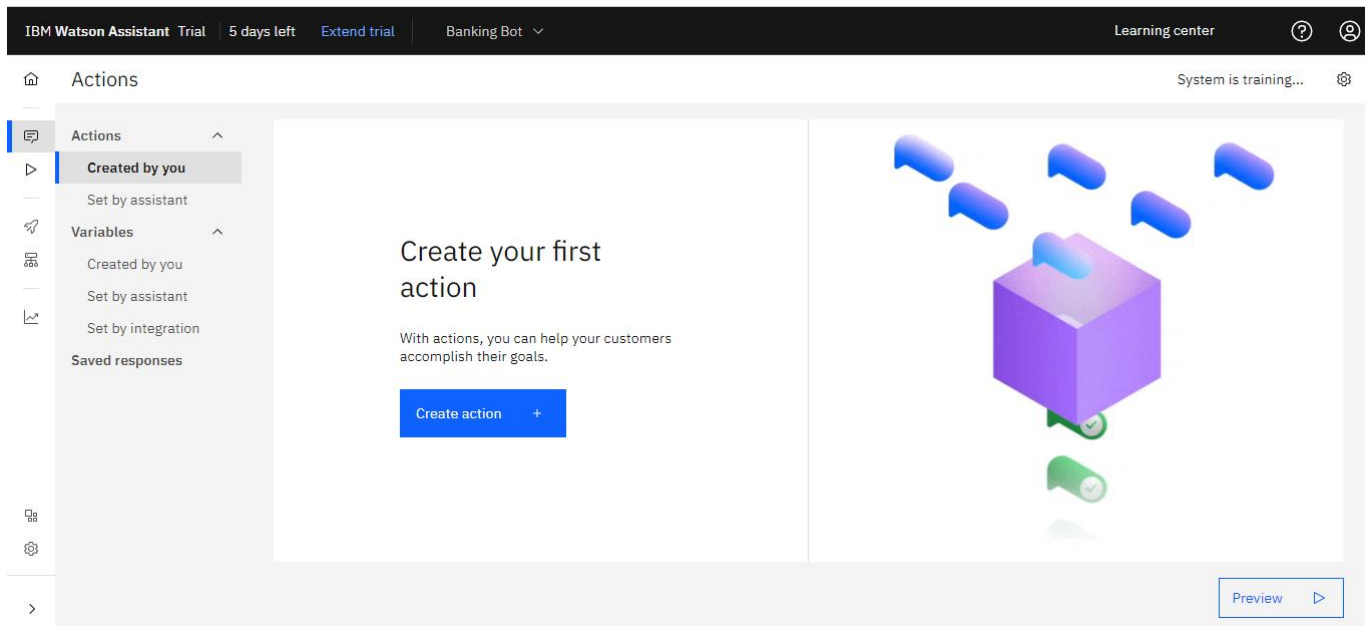 IBM Watson Assistant Trial 5 days left Extend trial Banking Bot Learning center
Actions System is training...
Actions
Created by you
Set by assistant
Variables
Created by you
Set by assistant
Set by integration
Saved responses
Create your first
action
With actions, you can help your customers
accomplish their goals.
Create action +
Preview